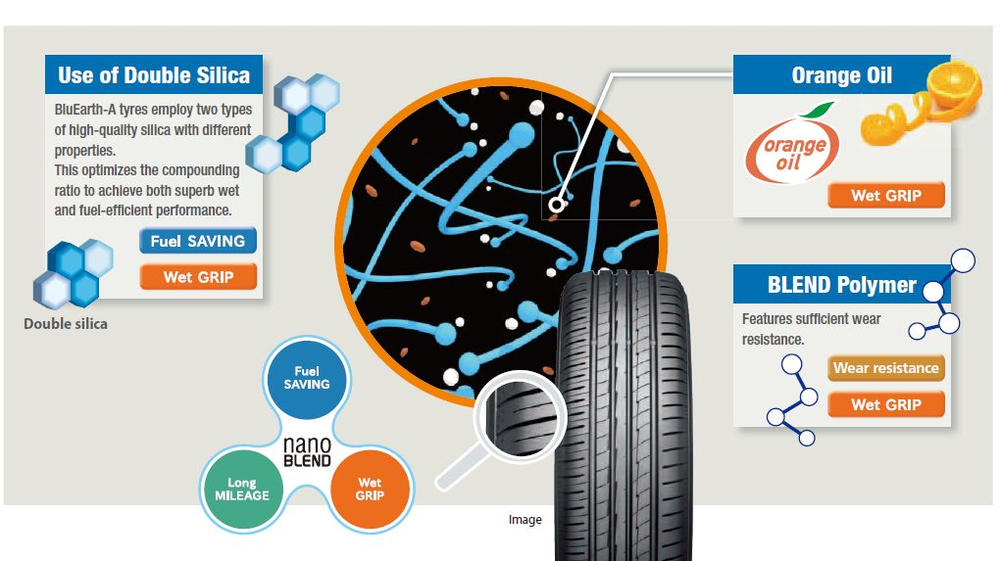 Use of Double Silica
BluEarth-A tyres employ two types
of high-quality silica with different
properties.
This optimizes the compounding
ratio to achieve both superb wet
and fuel-efficient performance.
Fuel SAVING
Wet GRIP
Double silica
Orange Oil
orange
oil
Wet GRIP
BLEND Polymer
Features sufficient wear
resistance.
Wear resistance
Wet GRIP
Fuel
SAVING
nano
BLEND
Long
MILEAGE
Wet
GRIP
Image